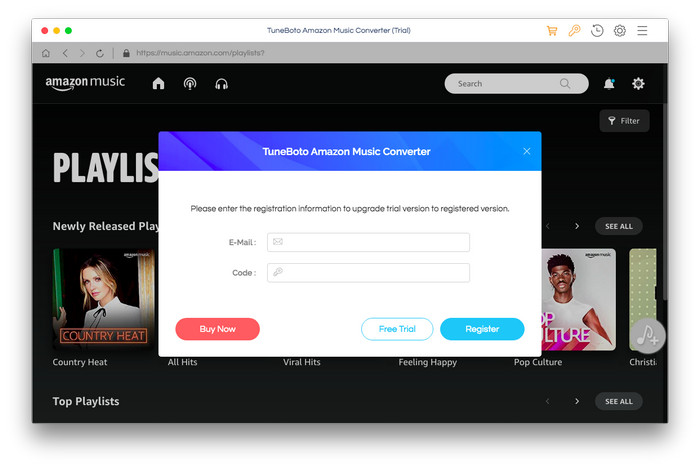 TuneBoto Amazon Music Converter (Trial)
https://music.amazon.com/playlists?
amazon music
Search
Filter
PLAYLIS
TuneBoto Amazon Music Converter
Please enter the registration information to upgrade trial version to registered version.
E-Mail :
Code :
Buy Now
Free Trial
Register
Newly Released Play
SEE ALL
amazon music
COUNTRY HEAT
amazon music
OP
ULTURE
Country Heat
All Hits
Viral Hits
Feeling Happy
Pop Culture
Christi
Top Playlists
SEE ALL